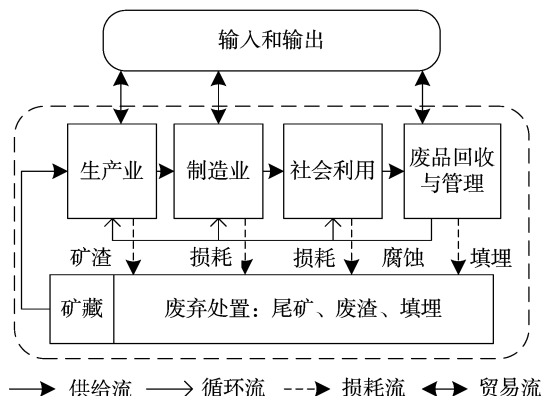 输入和输出
生产业
制造业
社会利用
废品回收
与管理
矿渣
损耗
损耗
腐蚀
填埋
矿藏
废弃处置：尾矿、废渣、填埋
供给流
循环流
损耗流
贸易流